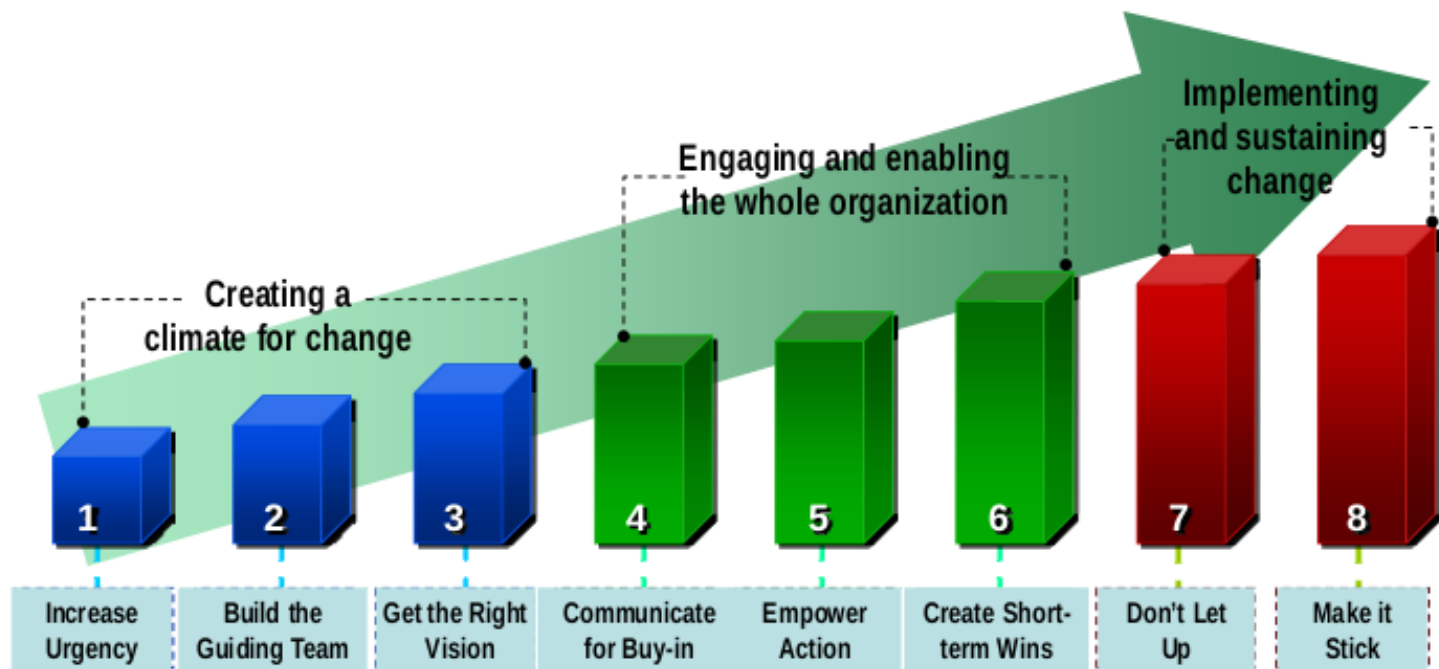 Implementing
and sustaining
change
Engaging and enabling
the whole organization
Creating a
climate for change
1
2
3
4
5
6
7
8
Increase
Urgency
Build the
Guiding Team
Get the Right
Vision
Communicate
for Buy-in
Empower
Action
Create Short-
term Wins
Don’t Let
Up
Make it
Stick